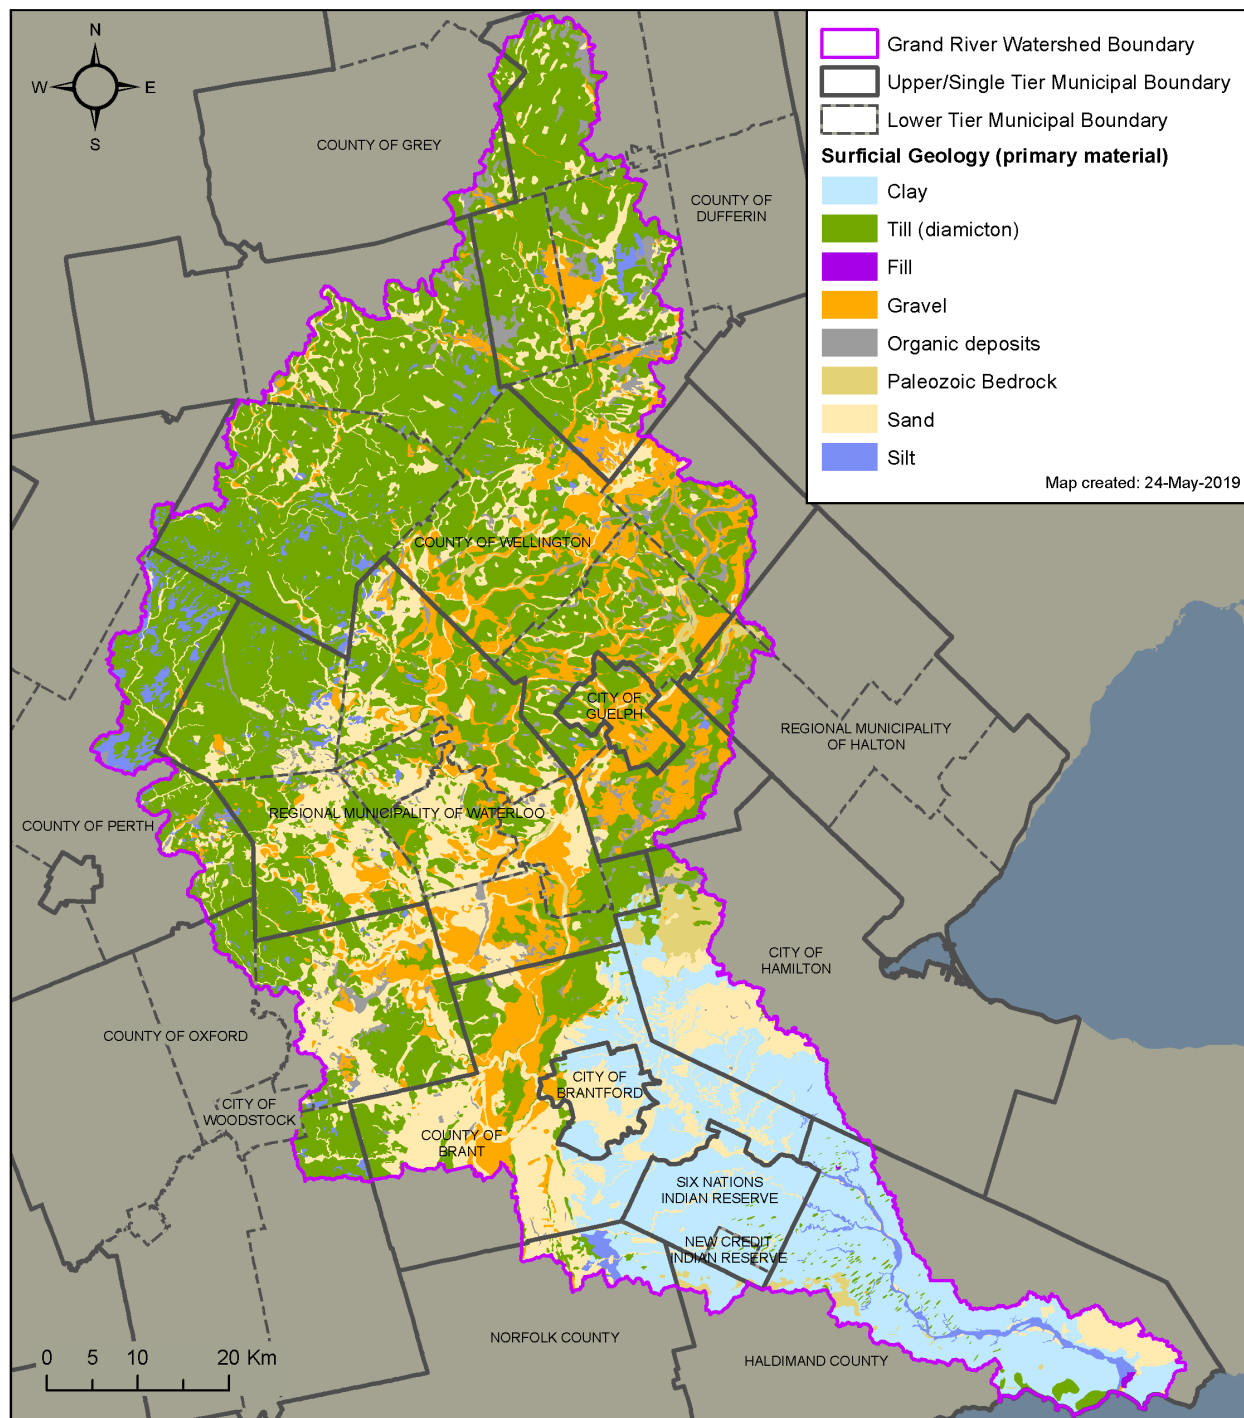 N
W
E
S
Grand River Watershed Boundary
Upper/Single Tier Municipal Boundary
Lower Tier Municipal Boundary
Surficial Geology (primary material)
Clay
Till (diamicton)
Fill
Gravel
Organic deposits
Paleozoic Bedrock
Sand
Silt
Map created: 24-May-2019
COUNTY OF GREY
COUNTY OF
DUFFERIN
COUNTY OF WELLINGTON
CITY OF
GUELPH
REGIONAL MUNICIPALITY
OF HALTON
REGIONAL MUNICIPALITY OF WATERLOO
COUNTY OF PERTH
CITY OF
HAMILTON
COUNTY OF OXFORD
CITY OF
BRANTFORD
CITY OF
WOODSTOCK
COUNTY OF
BRANT
SIX NATIONS
INDIAN RESERVE
NEW CREDIT
INDIAN RESERVE
NORFOLK COUNTY
HALDIMAND COUNTY
0 5 10 20 Km